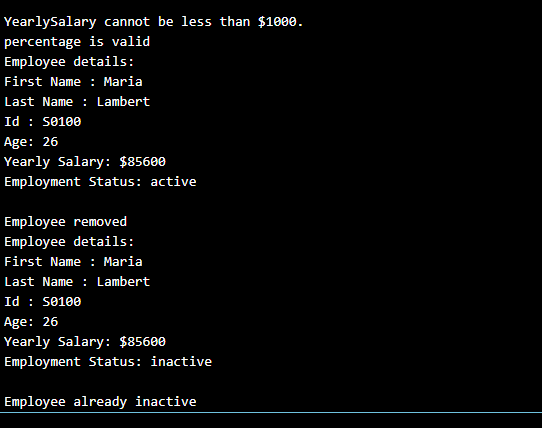 YearlySalary cannot be less than $1000.
percentage is valid
Employee details:
First Name : Maria
Last Name : Lambert
Id : S0100
Age: 26
Yearly Salary: $85600
Employment Status: active
Employee removed
Employee details:
First Name : Maria
Last Name : Lambert
Id : S0100
Age: 26
Yearly Salary: $85600
Employment Status: inactive
Employee already inactive